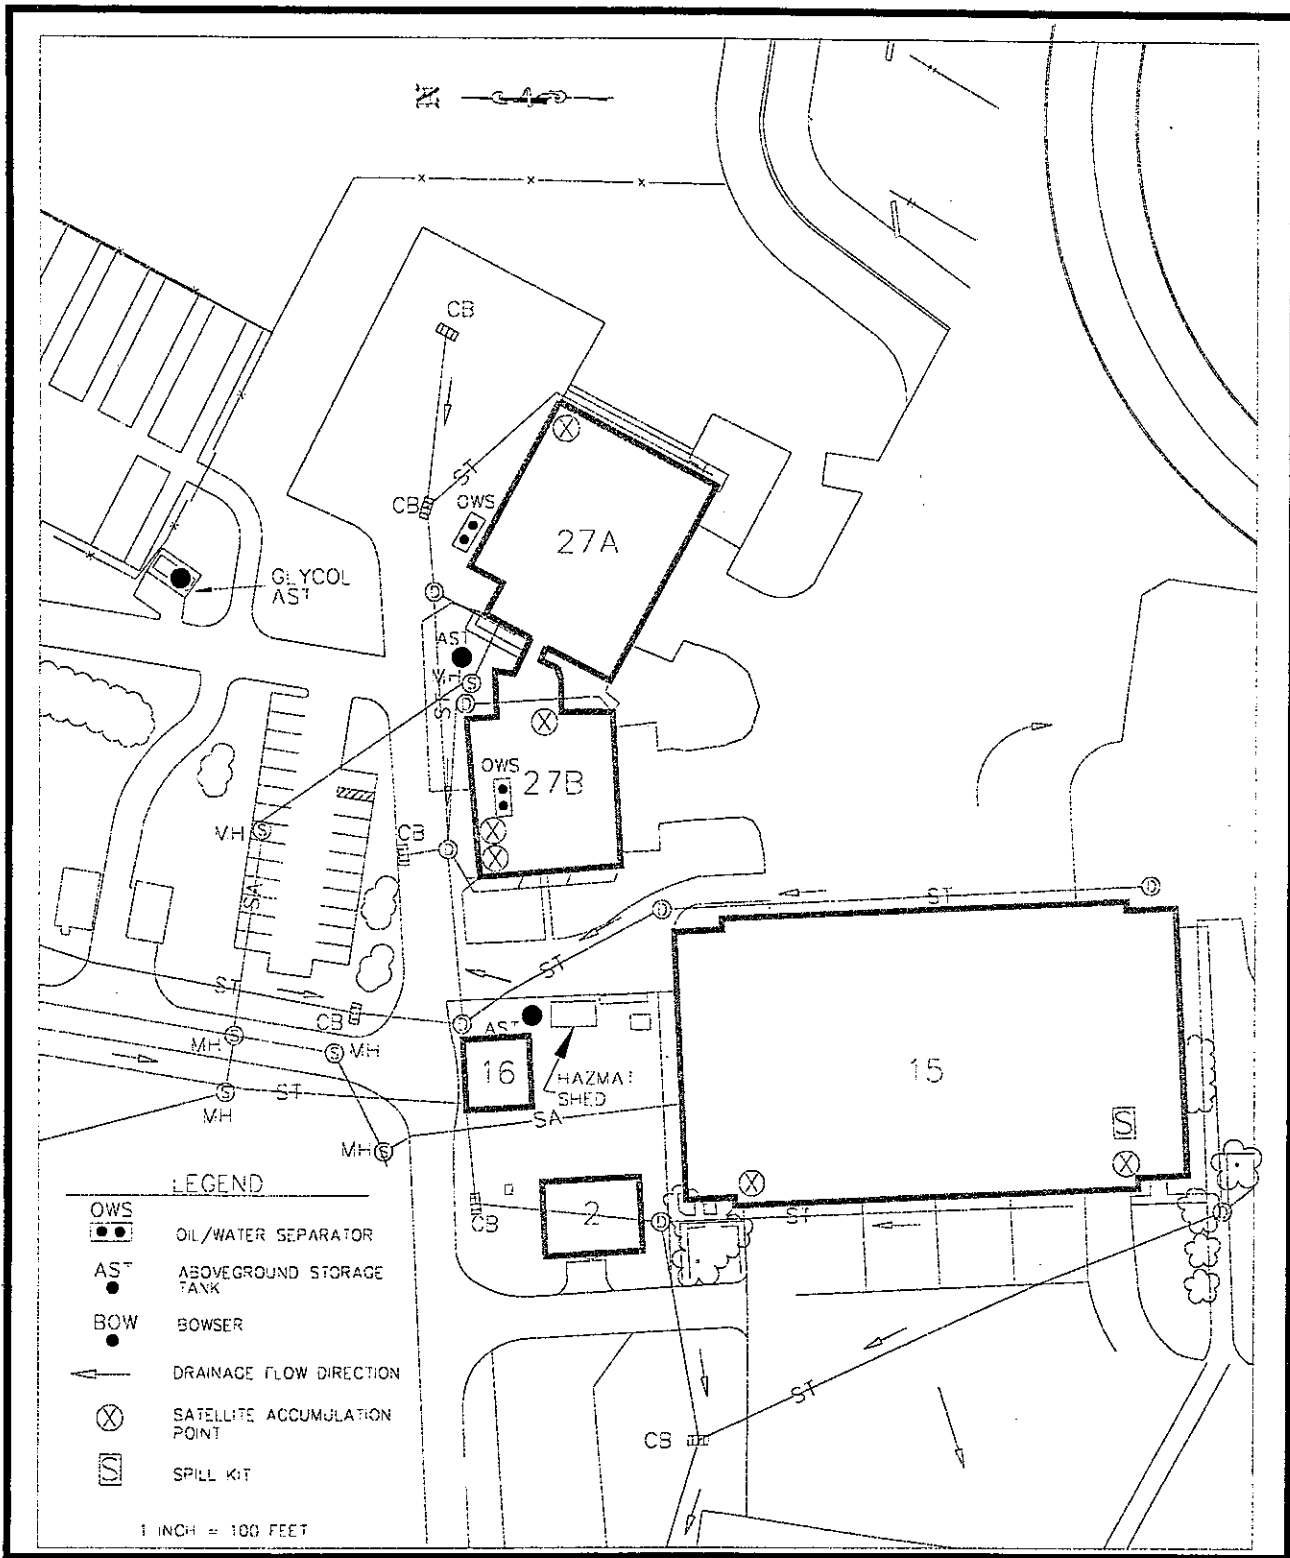 N
CB
ST
CB
OWS
27A
GLYCOL
AST
AST
MH
S
D
D
ST
OWS
27B
MH
S
CB
D
SA
ST
D
D
ST
ST
CB
D
AST
MH
S
S
MH
16
HAZMAT
SHED
15
S
MH
ST
SA
MH
S
S
LEGEND
OWS
OIL/WATER SEPARATOR
CB
2
D
ST
D
AST
ABOVEGROUND STORAGE
TANK
BOW
BOWSER
DRAINAGE FLOW DIRECTION
ST
SATELLITE ACCUMULATION
POINT
CB
S
SPILL KIT
1 INCH = 100 FEET